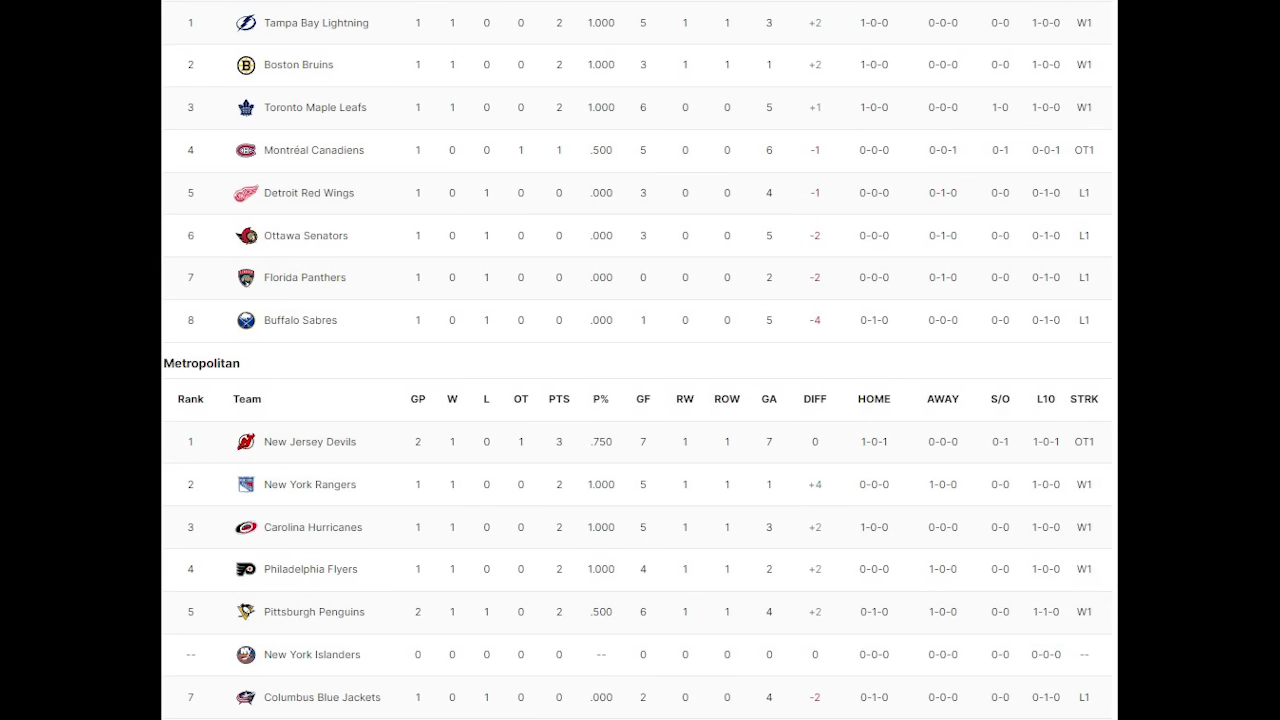 1 Tampa Bay Lightning 1 1 0 0 2 1.000 5 1 1 3 +2 1-0-0 0-0-0 0-0 1-0-0 W1
2 Boston Bruins 1 1 0 0 2 1.000 3 1 1 1 +2 1-0-0 0-0-0 0-0 1-0-0 W1
3 Toronto Maple Leafs 1 1 0 0 2 1.000 6 0 0 5 +1 1-0-0 0-0-0 1-0 1-0-0 W1
4 Montréal Canadiens 1 0 0 1 1 .500 5 0 0 6 -1 0-0-0 0-0-1 0-1 0-0-1 OT1
5 Detroit Red Wings 1 0 1 0 0 .000 3 0 0 4 -1 0-0-0 0-1-0 0-0 0-1-0 L1
6 Ottawa Senators 1 0 1 0 0 .000 3 0 0 5 -2 0-0-0 0-1-0 0-0 0-1-0 L1
7 Florida Panthers 1 0 1 0 0 .000 0 0 0 2 -2 0-0-0 0-1-0 0-0 0-1-0 L1
8 Buffalo Sabres 1 0 1 0 0 .000 1 0 0 5 -4 0-1-0 0-0-0 0-0 0-1-0 L1
Metropolitan
Rank Team GP W L OT PTS P% GF RW ROW GA DIFF HOME AWAY S/O L10 STRK
1 New Jersey Devils 2 1 0 1 3 .750 7 1 1 7 0 1-0-1 0-0-0 0-1 1-0-1 OT1
2 New York Rangers 1 1 0 0 2 1.000 5 1 1 1 +4 0-0-0 1-0-0 0-0 1-0-0 W1
3 Carolina Hurricanes 1 1 0 0 2 1.000 5 1 1 3 +2 1-0-0 0-0-0 0-0 1-0-0 W1
4 Philadelphia Flyers 1 1 0 0 2 1.000 4 1 1 2 +2 0-0-0 1-0-0 0-0 1-0-0 W1
5 Pittsburgh Penguins 2 1 1 0 2 .500 6 1 1 4 +2 0-1-0 1-0-0 0-0 1-1-0 W1
-- New York Islanders 0 0 0 0 0 -- 0 0 0 0 0 0-0-0 0-0-0 0-0 0-0-0 --
7 Columbus Blue Jackets 1 0 1 0 0 .000 2 0 0 4 -2 0-1-0 0-0-0 0-0 0-1-0 L1